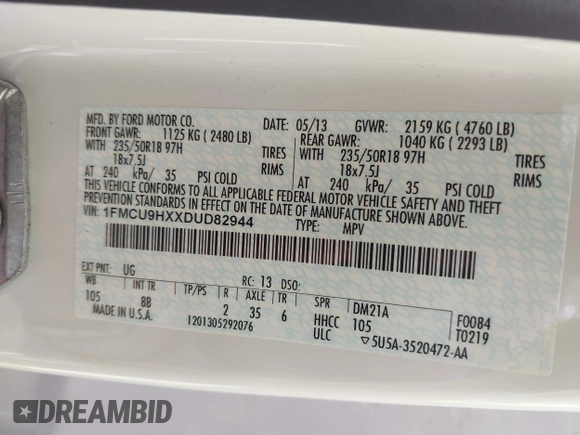 MFD. BY FORD MOTOR CO.
DATE: 05/13 GVWR: 2159 KG ( 4760 LB)
FRONT GAWR: 1125 KG ( 2480 LB)
REAR GAWR: 1040 KG ( 2293 LB)
WITH 235/50R18 97H TIRES
WITH 235/50R18 97H TIRES
18x7.5J RIMS
18x7.5J RIMS
AT 240 kPa/ 35 PSI COLD
AT 240 kPa/ 35 PSI COLD
THIS VEHICLE CONFORMS TO ALL APPLICABLE FEDERAL MOTOR VEHICLE SAFETY AND THEFT
PREVENTION STANDARDS IN EFFECT ON THE DATE OF MANUFACTURE SHOWN ABOVE.
VIN: 1FMCU9HXXDUD82944
TYPE: MPV
EXT PNT: UG RC: 13 DSO:
WB INT TR TP/PS R AXLE TR SPR DM21A F0084
105 8B 2 35 6 HHCC 105 T0219
MADE IN U.S.A. 1201305292076 ULC ▽5U5A-3520472-AA
DREAMBID